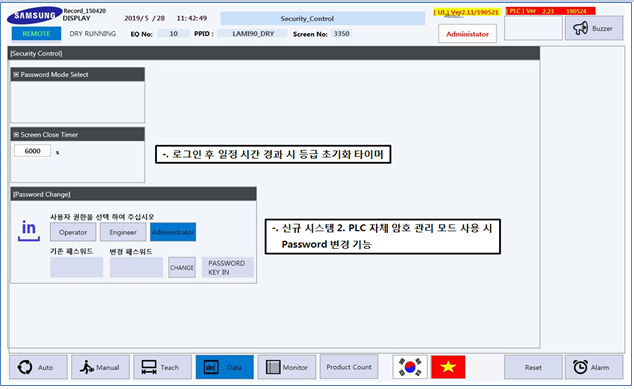 SAMSUNG
Record_150420
DISPLAY
2019/ 5 /28 11:42:49
Security_Control
[ UI ] Ver2.11/190521
[ PLC ] Ver 2.23 190524
REMOTE
DRY RUNNING
EQ No: 10
PPID : LAMI90_DRY
Screen No: 3350
Administator
Buzzer
[Security Control]
Password Mode Select
Screen Close Timer
6000 s
-. 로그인 후 일정 시간 경과 시 등급 초기화 타이머
[Password Change]
in
사용자 권한을 선택 하여 주십시오
Operator
Engineer
Administrator
기존 패스워드
변경 패스워드
CHANGE
PASSWORD
KEY IN
-. 신규 시스템 2. PLC 자체 암호 관리 모드 사용 시
Password 변경 기능
Auto
Manual
Teach
abc
Data
Monitor
Product Count
Reset
Alarm